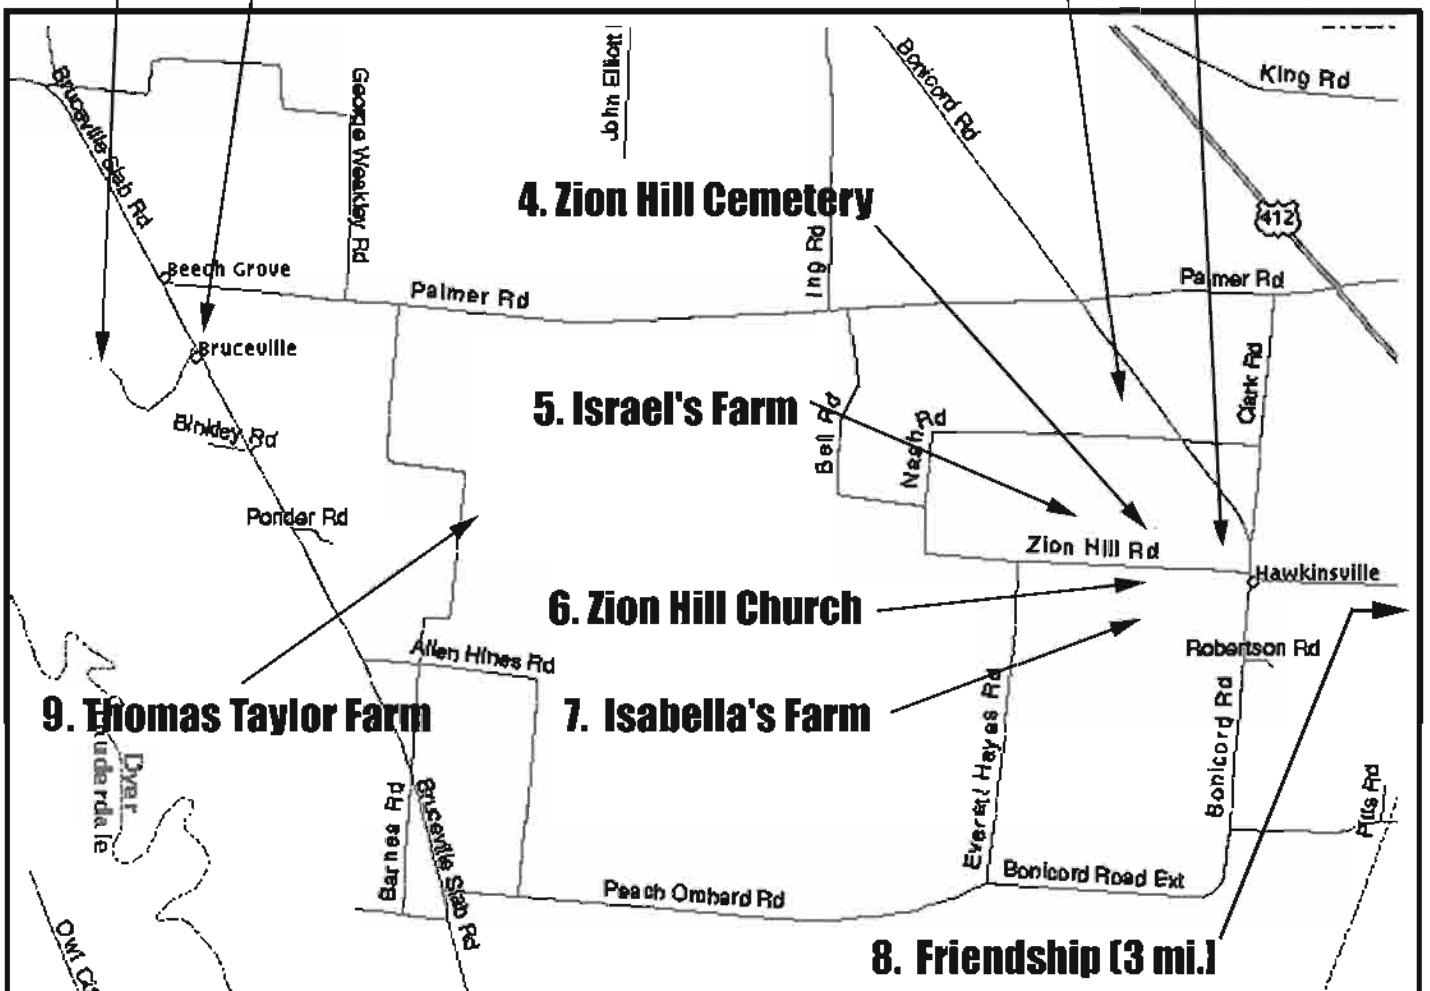 King Rd
Bonicord Rd
John Elliott
George Weakley Rd
Bruceville Slab Rd
4. Zion Hill Cemetery
412
Ing Rd
Beech Grove
Palmer Rd
Palmer Rd
Bruceville
Clark Rd
5. Israel's Farm
Bell Rd
Nash Rd
Binkley Rd
Ponder Rd
Zion Hill Rd
Hawkinsville
6. Zion Hill Church
Robertson Rd
Allen Hines Rd
9. Thomas Taylor Farm
7. Isabella's Farm
Everett Hayes Rd
Bonicord Rd
Dyer
Barnes Rd
Bruceville Slab Rd
Bonicord Road Ext
Peach Orchard Rd
8. Friendship (3 mi.)